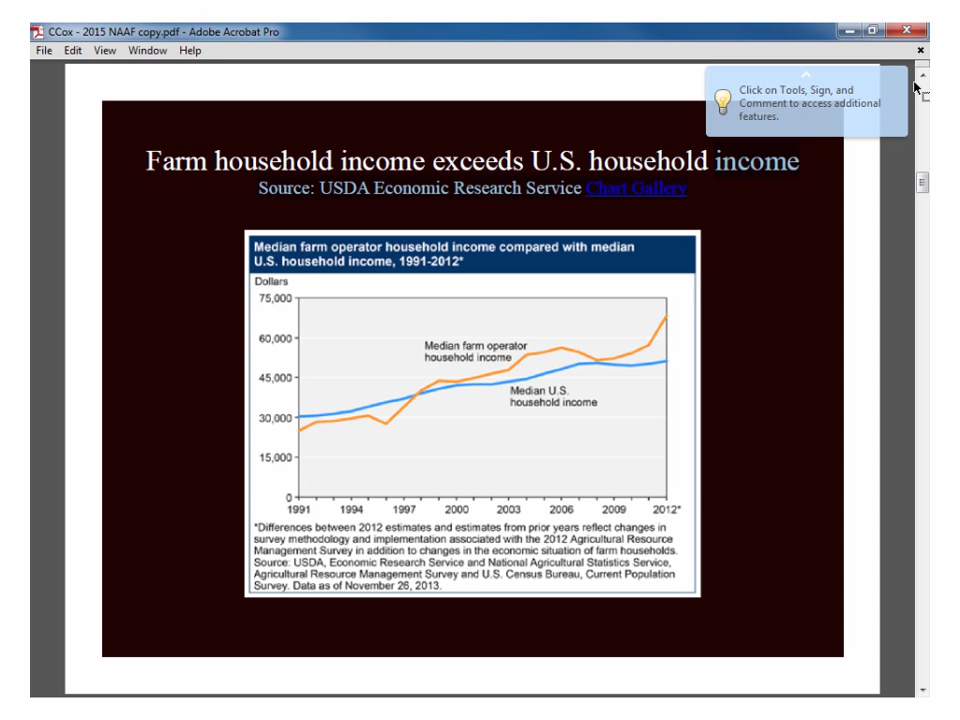 CCox - 2015 NAAF copy.pdf - Adobe Acrobat Pro
File Edit View Window Help
Click on Tools, Sign, and
Comment to access additional
features.
Farm household income exceeds U.S. household income
Source: USDA Economic Research Service Chart Gallery
Median farm operator household income compared with median
U.S. household income, 1991-2012*
Dollars
75,000
60,000
45,000
30,000
15,000
0
Median farm operator
household income
Median U.S.
household income
1991 1994 1997 2000 2003 2006 2009 2012*
*Differences between 2012 estimates and estimates from prior years reflect changes in
survey methodology and implementation associated with the 2012 Agricultural Resource
Management Survey in addition to changes in the economic situation of farm households.
Source: USDA, Economic Research Service and National Agricultural Statistics Service,
Agricultural Resource Management Survey and U.S. Census Bureau, Current Population
Survey. Data as of November 26, 2013.